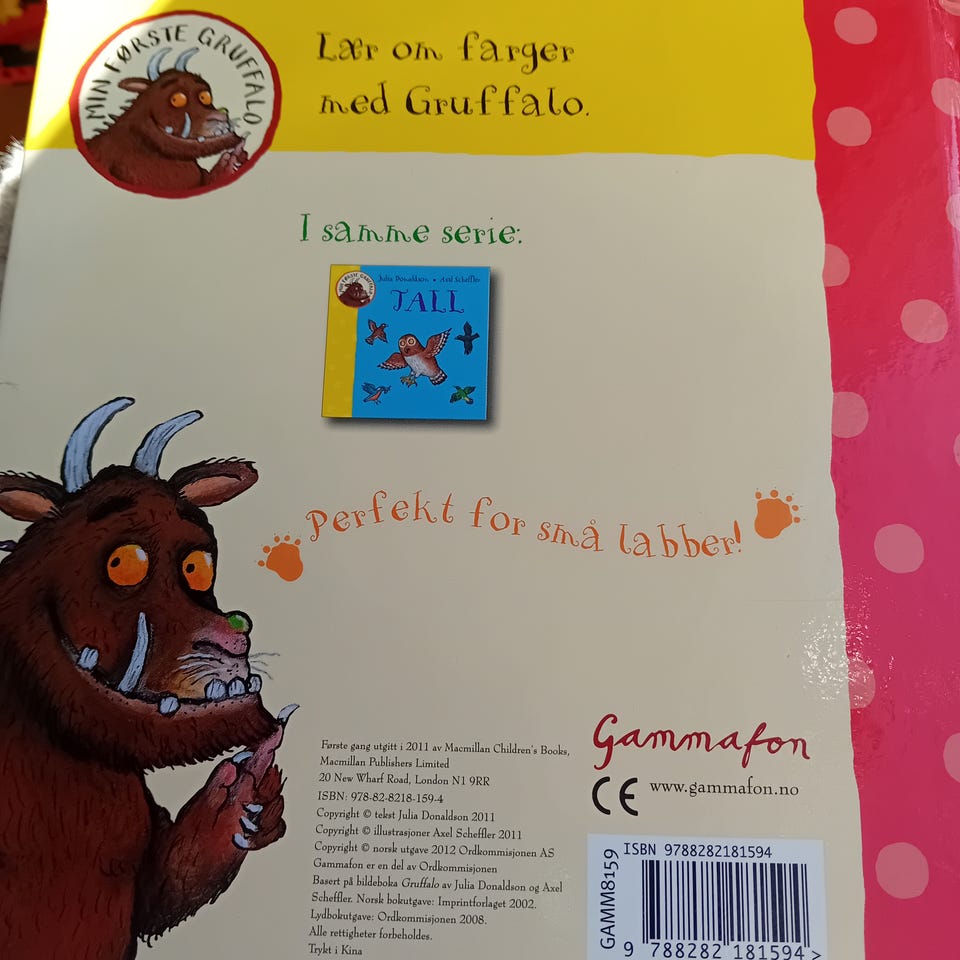 MIN FØRSTE GRUFFALO
Lær om farger
med Gruffalo.
I samme serie:
MIN FØRSTE GRUFFALO
Julia Donaldson • Axel Scheffler
TALL
Perfekt for små labber!
Første gang utgitt i 2011 av Macmillan Children's Books,
Macmillan Publishers Limited
20 New Wharf Road, London N1 9RR
ISBN: 978-82-8218-159-4
Copyright © tekst Julia Donaldson 2011
Copyright © illustrasjoner Axel Scheffler 2011
Copyright © norsk utgave 2012 Ordkommisjonen AS
Gammafon er en del av Ordkommisjonen
Basert på bildeboka Gruffalo av Julia Donaldson og Axel
Scheffler. Norsk bokutgave: Imprintforlaget 2002.
Lydbokutgave: Ordkommisjonen 2008.
Alle rettigheter forbeholdes.
Trykt i Kina
Gammafon
CE www.gammafon.no
ISBN 9788282181594
GAMM8159
9 788282 181594 >